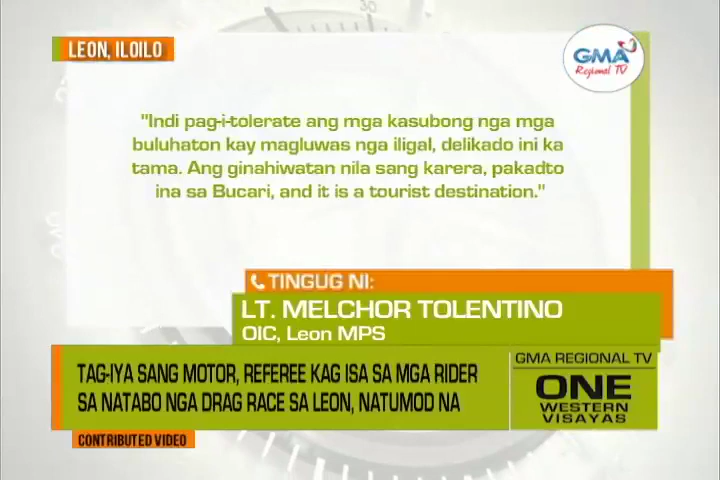 LEON, ILOILO
GMA
Regional TV
"Indi pag-i-tolerate ang mga kasubong nga mga
buluhaton kay magluwas nga iligal, delikado ini ka
tama. Ang ginahiwatan nila sang karera, pakadto
ina sa Bucari, and it is a tourist destination."
TINGUG NI:
LT. MELCHOR TOLENTINO
OIC, Leon MPS
TAG-IYA SANG MOTOR, REFEREE KAG ISA SA MGA RIDER
SA NATABO NGA DRAG RACE SA LEON, NATUMOD NA
GMA REGIONAL TV
ONE
WESTERN
VISAYAS
CONTRIBUTED VIDEO